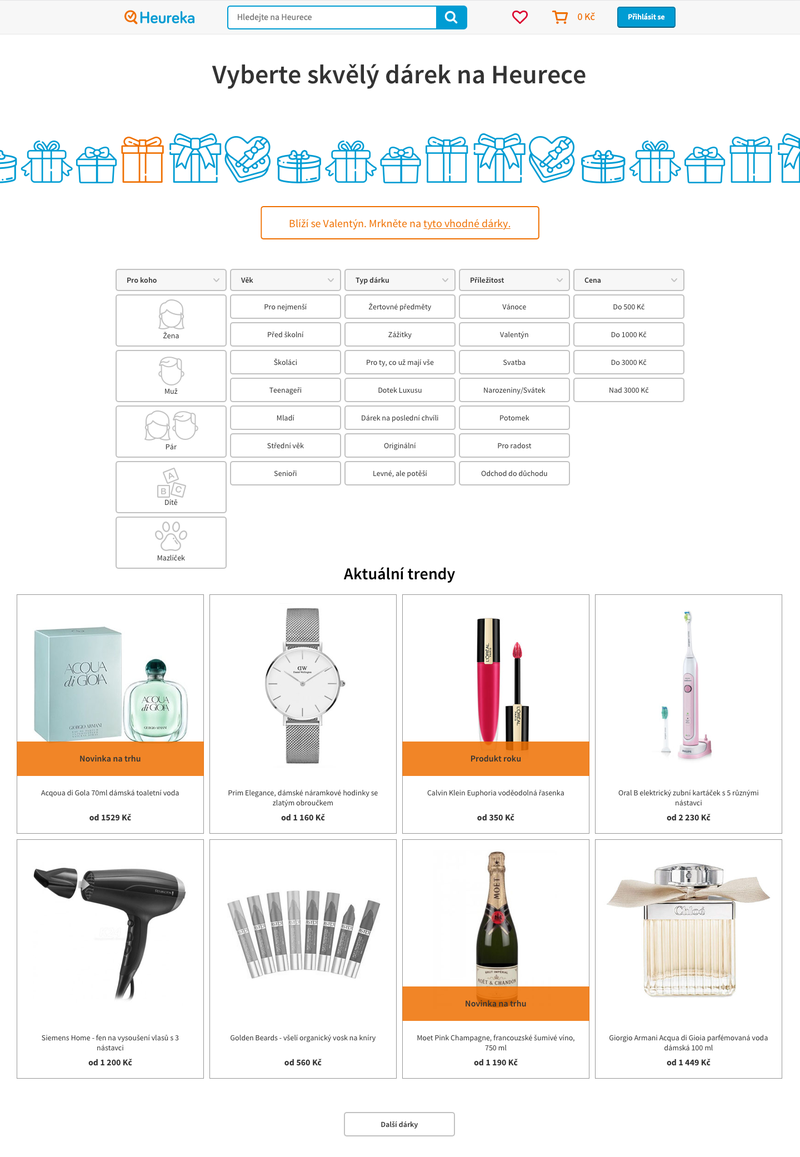 Heureka
Hledejte na Heurece
0 Kč
Přihlásit se
Vyberte skvělý dárek na Heurece
Blíží se Valentýn. Mrkněte na tyto vhodné dárky.
Pro koho
Věk
Typ dárku
Příležitost
Cena
Žena
Muž
Pár
A
B
C
Dítě
Mazlíček
Pro nejmenší
Před školní
Školáci
Teenageři
Mladí
Střední věk
Senioři
Žertovné předměty
Zážitky
Pro ty, co už mají vše
Dotek Luxusu
Dárek na poslední chvíli
Originální
Levné, ale potěší
Vánoce
Valentýn
Svatba
Narozeniny/Svátek
Potomek
Pro radost
Odchod do důchodu
Do 500 Kč
Do 1000 Kč
Do 3000 Kč
Nad 3000 Kč
Aktuální trendy
ACQUA
di GIOIA
GIORGIO ARMANI
ACQUA
di GIOIA
Novinka na trhu
Acqoua di Gola 70ml dámská toaletní voda
od 1529 Kč
DW
Daniel Wellington
Prim Elegance, dámské náramkové hodinky se
zlatým obroučkem
od 1 160 Kč
L'ORÉAL
Produkt roku
Calvin Klein Euphoria voděodolná řasenka
od 350 Kč
Oral B elektrický zubní kartáček s 5 různými
nástavci
od 2 230 Kč
Siemens Home - fen na vysoušení vlasů s 3
nástavci
od 1 200 Kč
Golden Beards - všelí organický vosk na kníry
od 560 Kč
MOËT
MOËT & CHANDON
Novinka na trhu
Moet Pink Champagne, francouzské šumivé víno,
750 ml
od 1 190 Kč
Chloé
Giorgio Armani Acqua di Gioia parfémovaná voda
dámská 100 ml
od 1 449 Kč
Další dárky